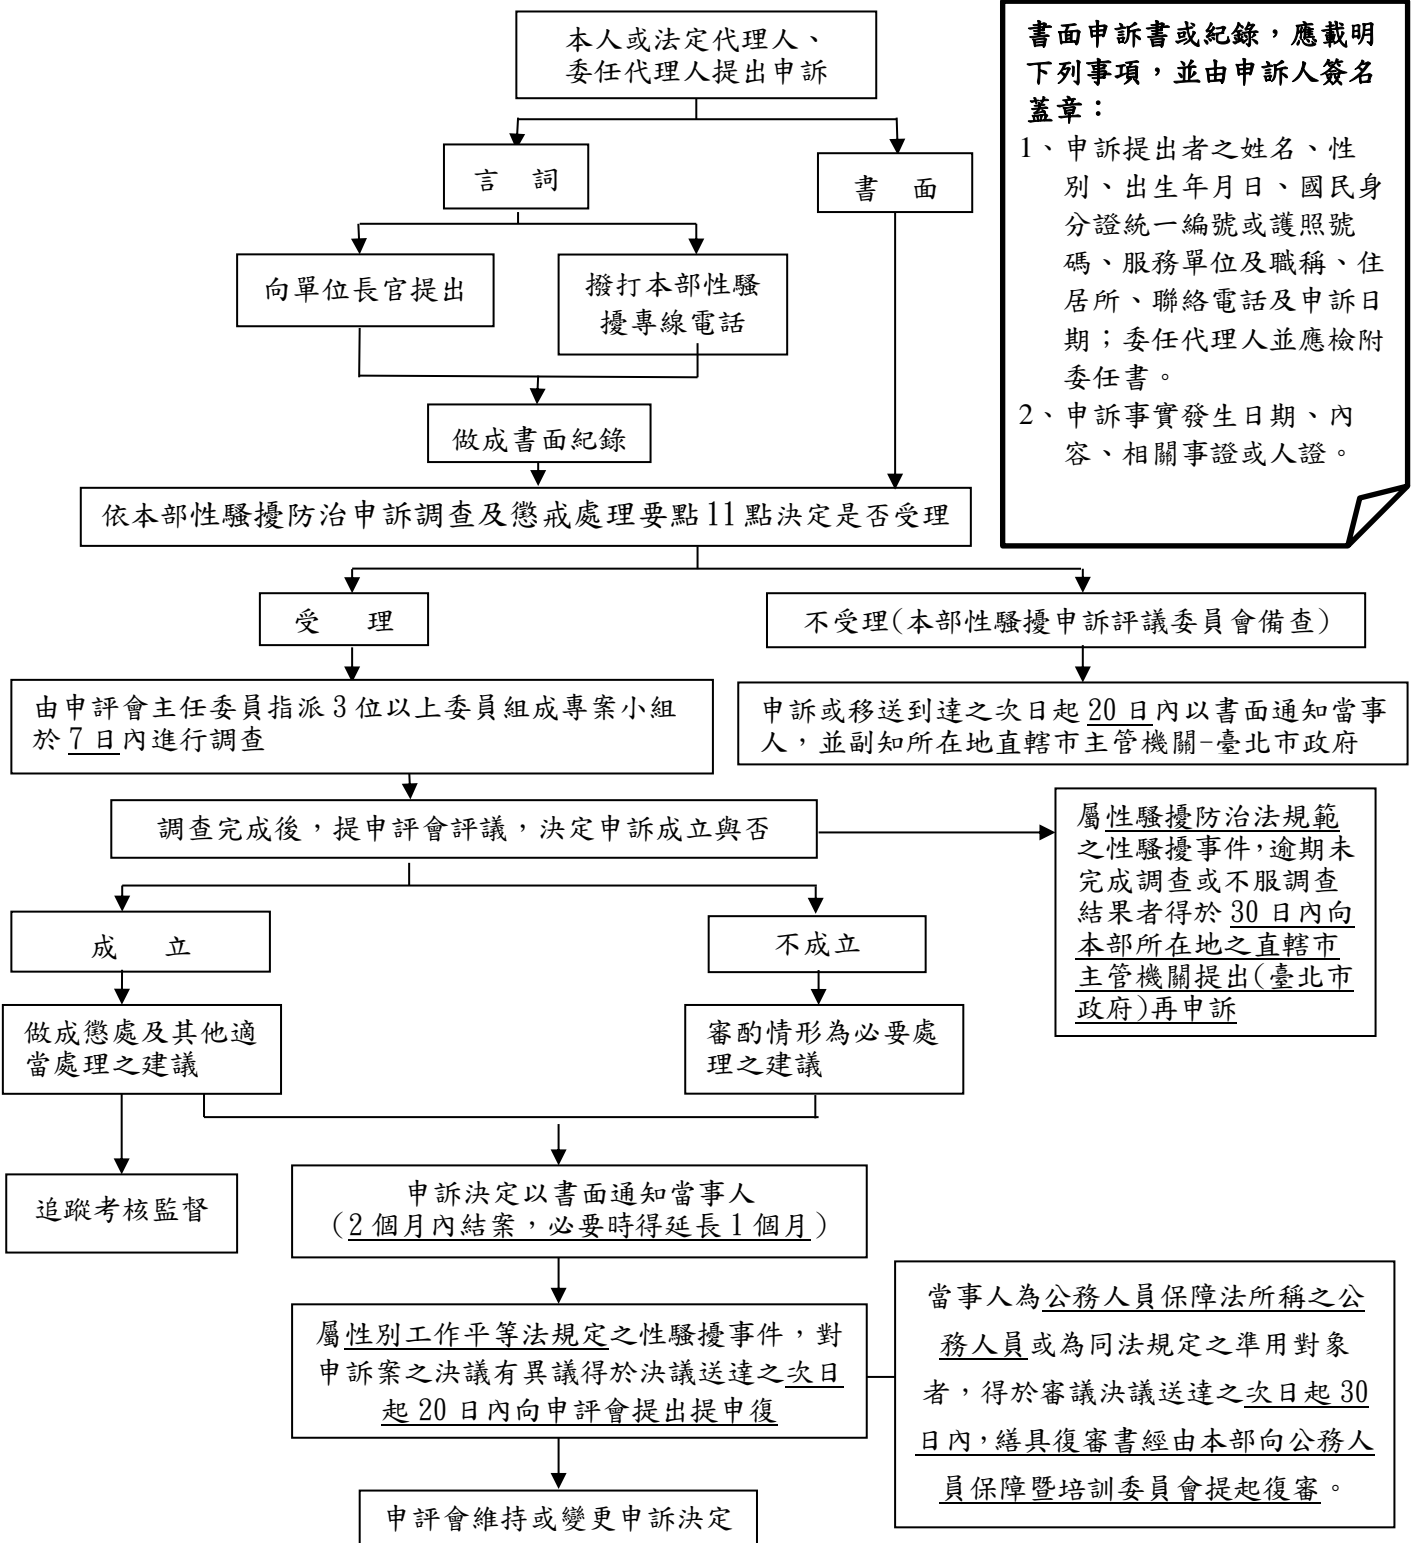 本人或法定代理人、
委任代理人提出申訴
書面申訴書或紀錄，應載明
下列事項，並由申訴人簽名
蓋章：
1、申訴提出者之姓名、性
別、出生年月日、國民身
分證統一編號或護照號
碼、服務單位及職稱、住
居所、聯絡電話及申訴日
期；委任代理人並應檢附
委任書。
2、申訴事實發生日期、內
容、相關事證或人證。
言　詞
書　面
向單位長官提出
撥打本部性騷
擾專線電話
做成書面紀錄
依本部性騷擾防治申訴調查及懲戒處理要點11點決定是否受理
受　理
不受理(本部性騷擾申訴評議委員會備查)
由申評會主任委員指派3位以上委員組成專案小組
於7日內進行調查
申訴或移送到達之次日起20日內以書面通知當事
人，並副知所在地直轄市主管機關-臺北市政府
調查完成後，提申評會評議，決定申訴成立與否
屬性騷擾防治法規範
之性騷擾事件，逾期未
完成調查或不服調查
結果者得於30日內向
本部所在地之直轄市
主管機關提出(臺北市
政府)再申訴
成　立
不成立
做成懲處及其他適
當處理之建議
審酌情形為必要處
理之建議
追蹤考核監督
申訴決定以書面通知當事人
（2個月內結案，必要時得延長1個月）
屬性別工作平等法規定之性騷擾事件，對
申訴案之決議有異議得於決議送達之次日
起20日內向申評會提出提申復
當事人為公務人員保障法所稱之公
務人員或為同法規定之準用對象
者，得於審議決議送達之次日起30
日內，繕具復審書經由本部向公務人
員保障暨培訓委員會提起復審。
申評會維持或變更申訴決定